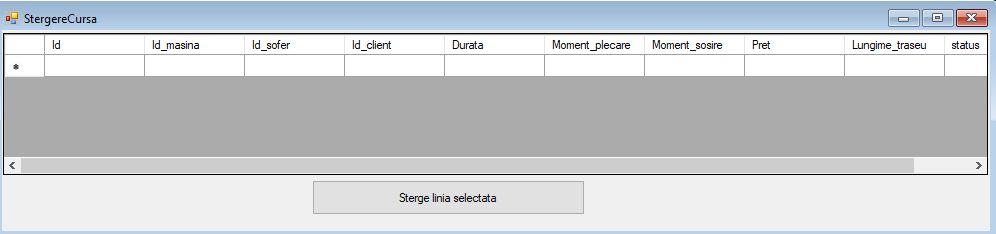 StergereCursa
Id Id_masina Id_sofer Id_client Durata Moment_plecare Moment_sosire Pret Lungime_traseu status
Sterge linia selectata